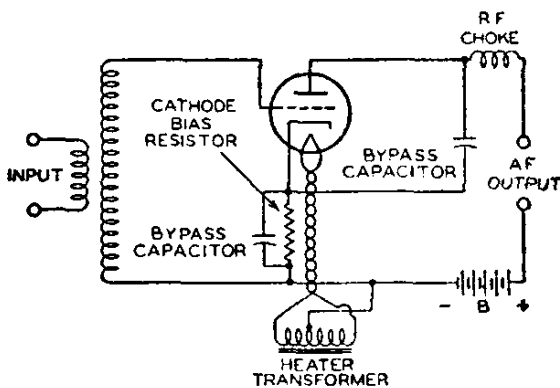 RF
CHOKE
CATHODE
BIAS
RESISTOR
INPUT
BYPASS
CAPACITOR
AF
OUTPUT
BYPASS
CAPACITOR
- B +
HEATER
TRANSFORMER